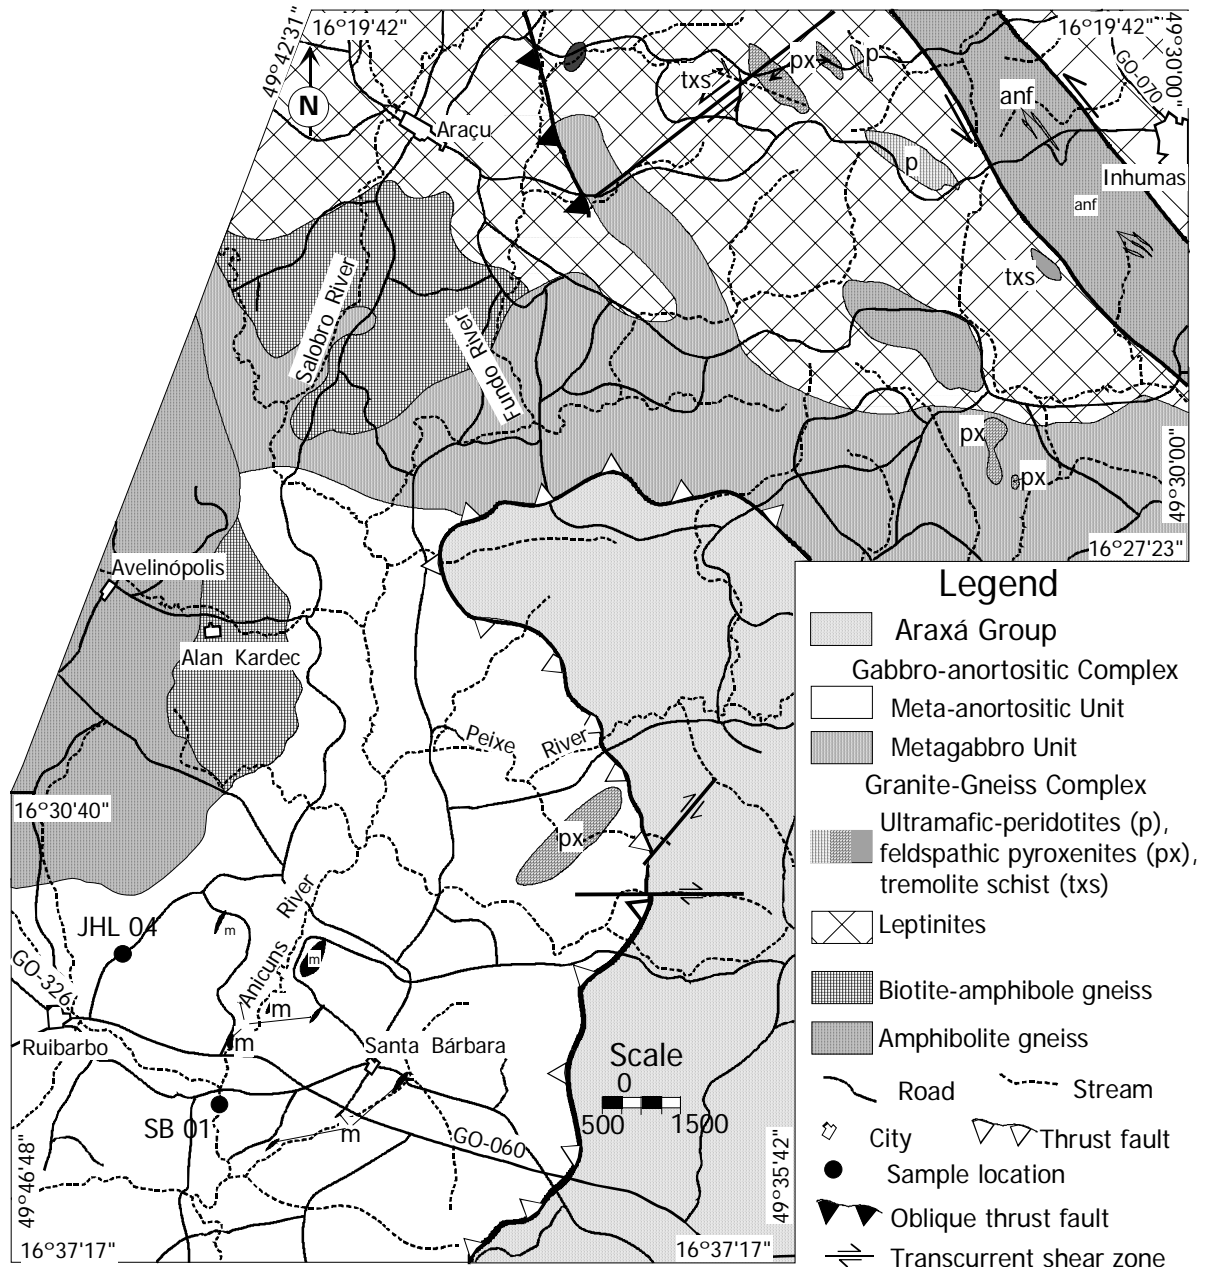 49°42'31"
16°19'42"
16°19'42"
49°30'00"
GO-070
N
txs
px
p
anf
Araçu
p
Inhumas
anf
txs
Salobro River
Fundo River
px
px
49°30'00"
16°27'23"
Avelinópolis
Alan Kardec
Peixe River
16°30'40"
px
JHL 04
m
Anicuns River
m
GO-326
m
m
Ruibarbo
Santa Bárbara
SB 01
m
GO-060
Scale
0
500 1500
49°46'48"
49°35'42"
16°37'17"
16°37'17"
Legend
Araxá Group
Gabbro-anortositic Complex
Meta-anortositic Unit
Metagabbro Unit
Granite-Gneiss Complex
Ultramafic-peridotites (p),
feldspathic pyroxenites (px),
tremolite schist (txs)
Leptinites
Biotite-amphibole gneiss
Amphibolite gneiss
Road
Stream
City
Thrust fault
Sample location
Oblique thrust fault
Transcurrent shear zone